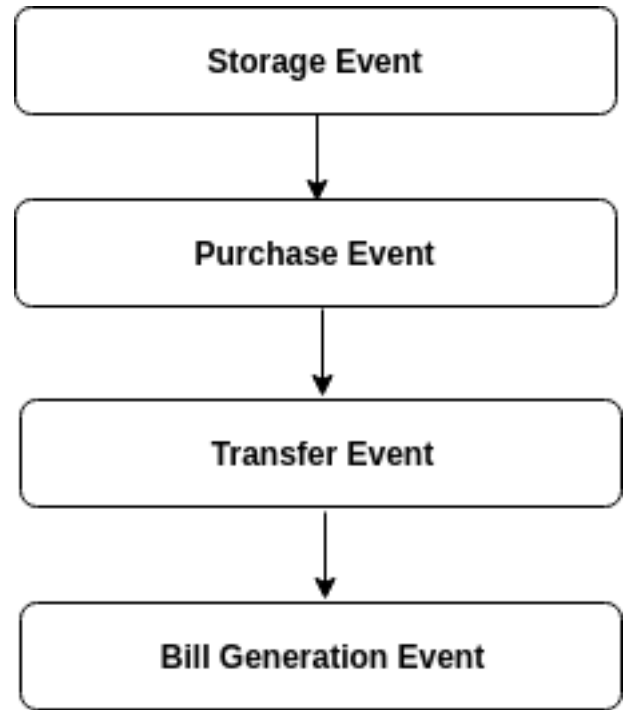 Storage Event
Purchase Event
Transfer Event
Bill Generation Event